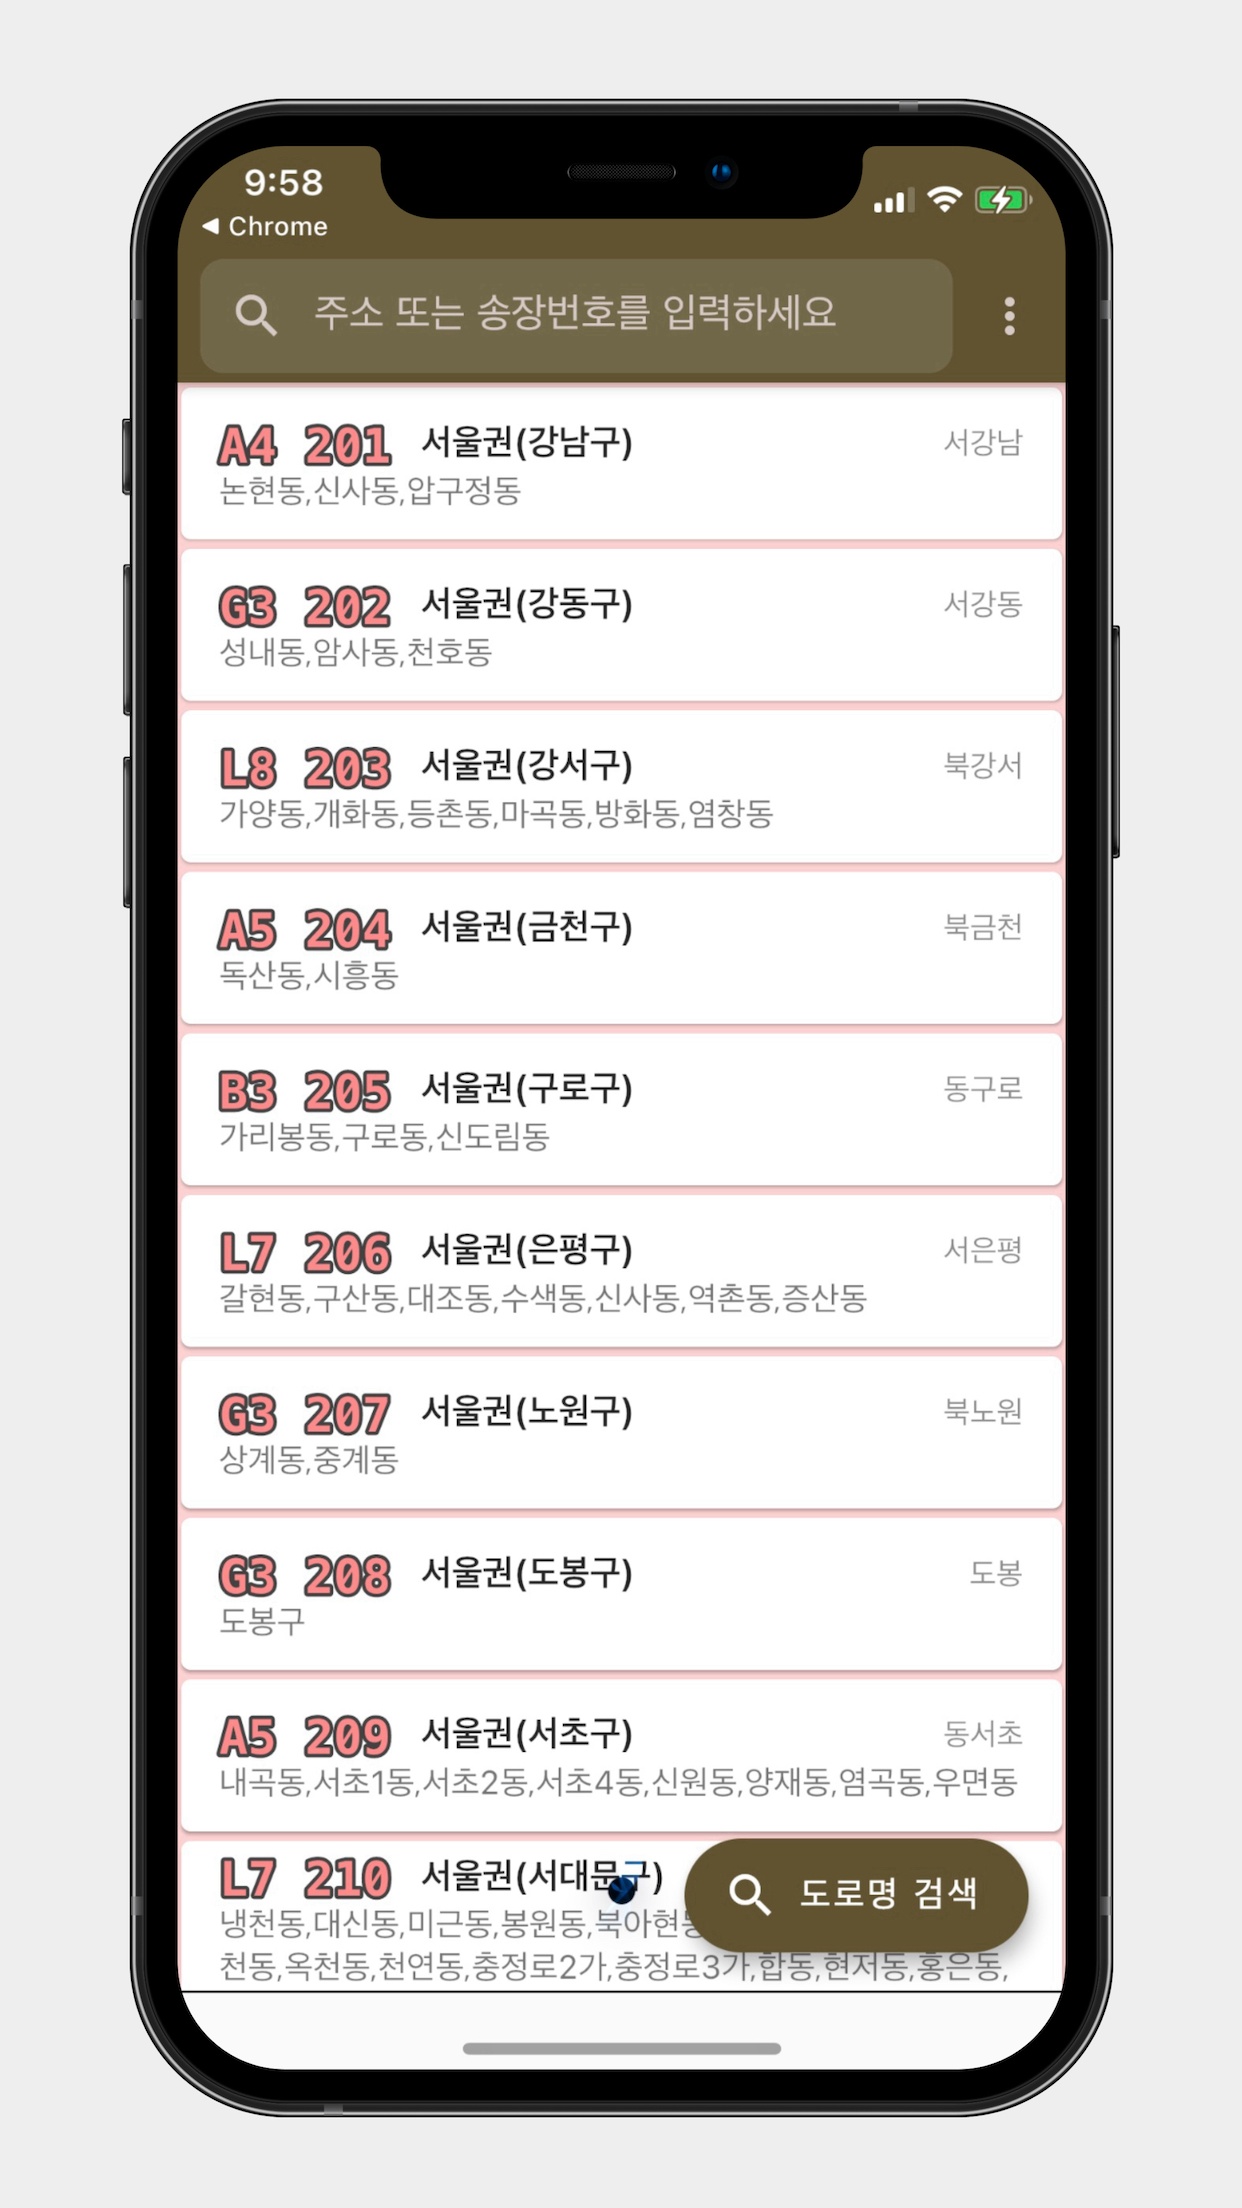 9:58
◀ Chrome
주소 또는 송장번호를 입력하세요
A4 201 서울권(강남구) 서강남
논현동,신사동,압구정동
G3 202 서울권(강동구) 서강동
성내동,암사동,천호동
L8 203 서울권(강서구) 북강서
가양동,개화동,등촌동,마곡동,방화동,염창동
A5 204 서울권(금천구) 북금천
독산동,시흥동
B3 205 서울권(구로구) 동구로
가리봉동,구로동,신도림동
L7 206 서울권(은평구) 서은평
갈현동,구산동,대조동,수색동,신사동,역촌동,증산동
G3 207 서울권(노원구) 북노원
상계동,중계동
G3 208 서울권(도봉구) 도봉
도봉구
A5 209 서울권(서초구) 동서초
내곡동,서초1동,서초2동,서초4동,신원동,양재동,염곡동,우면동
L7 210 서울권(서대문구)
냉천동,대신동,미근동,봉원동,북아현동
도로명 검색
천동,옥천동,천연동,충정로2가,충정로3가,합동,현저동,홍은동,